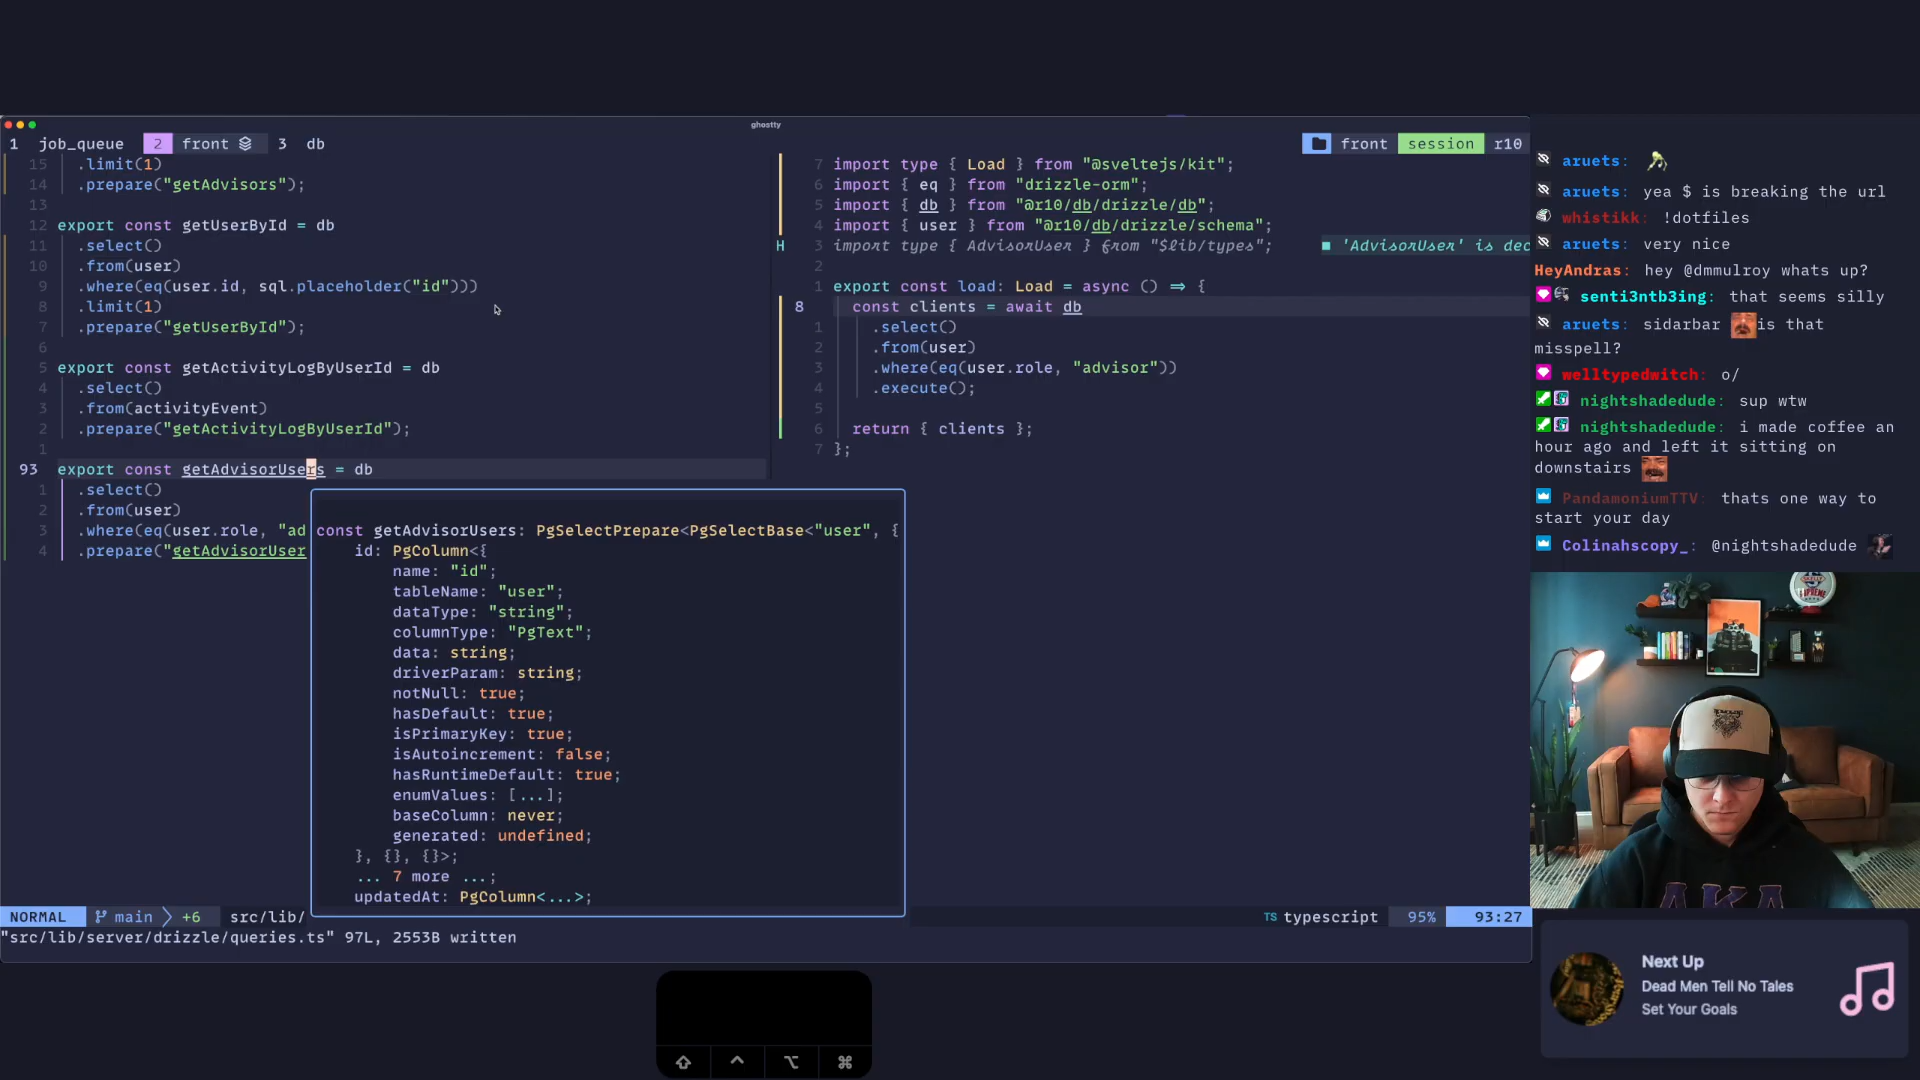 ghostty
1 job_queue 2 front 3 db
front session r10
15 .limit(1)
14 .prepare("getAdvisors");
13
12 export const getUserById = db
11 .select()
10 .from(user)
9 .where(eq(user.id, sql.placeholder("id")))
8 .limit(1)
7 .prepare("getUserById");
6
5 export const getActivityLogByUserId = db
4 .select()
3 .from(activityEvent)
2 .prepare("getActivityLogByUserId");
1
93 export const getAdvisorUsers = db
1 .select()
2 .from(user)
3 .where(eq(user.role, "ad
4 .prepare("getAdvisorUser
const getAdvisorUsers: PgSelectPrepare<PgSelectBase<"user", {
id: PgColumn<{
name: "id";
tableName: "user";
dataType: "string";
columnType: "PgText";
data: string;
driverParam: string;
notNull: true;
hasDefault: true;
isPrimaryKey: true;
isAutoincrement: false;
hasRuntimeDefault: true;
enumValues: [...];
baseColumn: never;
generated: undefined;
}, {}, {}>;
... 7 more ...;
updatedAt: PgColumn<...>;
7 import type { Load } from "@sveltejs/kit";
6 import { eq } from "drizzle-orm";
5 import { db } from "@r10/db/drizzle/db";
4 import { user } from "@r10/db/drizzle/schema";
H 3 import type { AdvisorUser } from "$lib/types"; ■ 'AdvisorUser' is dec
2
1 export const load: Load = async () ⇒ {
8 const clients = await db
1 .select()
2 .from(user)
3 .where(eq(user.role, "advisor"))
4 .execute();
5
6 return { clients };
7 };
NORMAL main +6 src/lib/
TS typescript 95% 93:27
"src/lib/server/drizzle/queries.ts" 97L, 2553B written
aruets:
aruets: yea $ is breaking the url
whistikk: !dotfiles
aruets: very nice
HeyAndras: hey @dmmulroy whats up?
senti3ntb3ing: that seems silly
aruets: sidarbar is that
misspell?
welltypedwitch: o/
nightshadedude: sup wtw
nightshadedude: i made coffee an
hour ago and left it sitting on
downstairs
PandamoniumTTV: thats one way to
start your day
Colinahscopy_: @nightshadedude
AKA
Next Up
Dead Men Tell No Tales
Set Your Goals